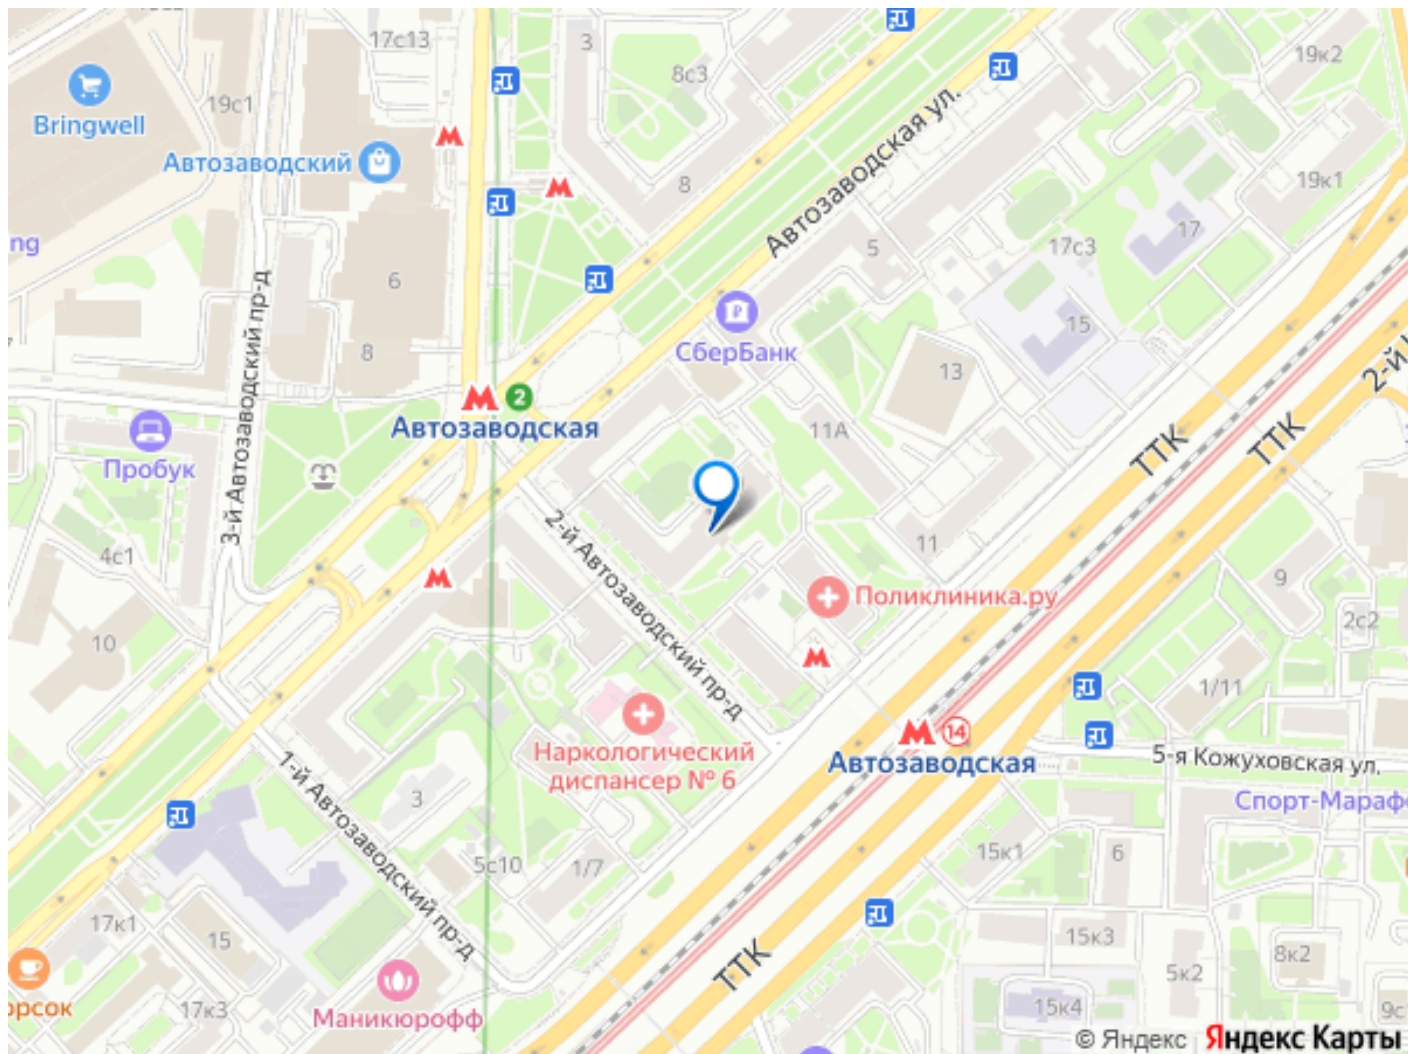 17с13
3
8с3
19к2
Bringwell
19с1
Автозаводский
8
Автозаводская ул.
19к1
ng
5
17с3
17
6
СберБанк
15
8
13
3-й Автозаводский пр-д
2
Автозаводская
11А
ТТК
ТТК
2-й
Пробук
4с1
2-й Автозаводский пр-д
11
9
Поликлиника.ру
2с2
10
1/11
Наркологический
диспансер № 6
14
Автозаводская
5-я Кожуховская ул.
1-й Автозаводский пр-д
3
Спорт-Мараф
5с10
1/7
15к1
6
17к1
15
ТТК
15к3
5к2
8к2
орсок
17к3
Маникюрофф
15к4
9с
© Яндекс
Яндекс Карты